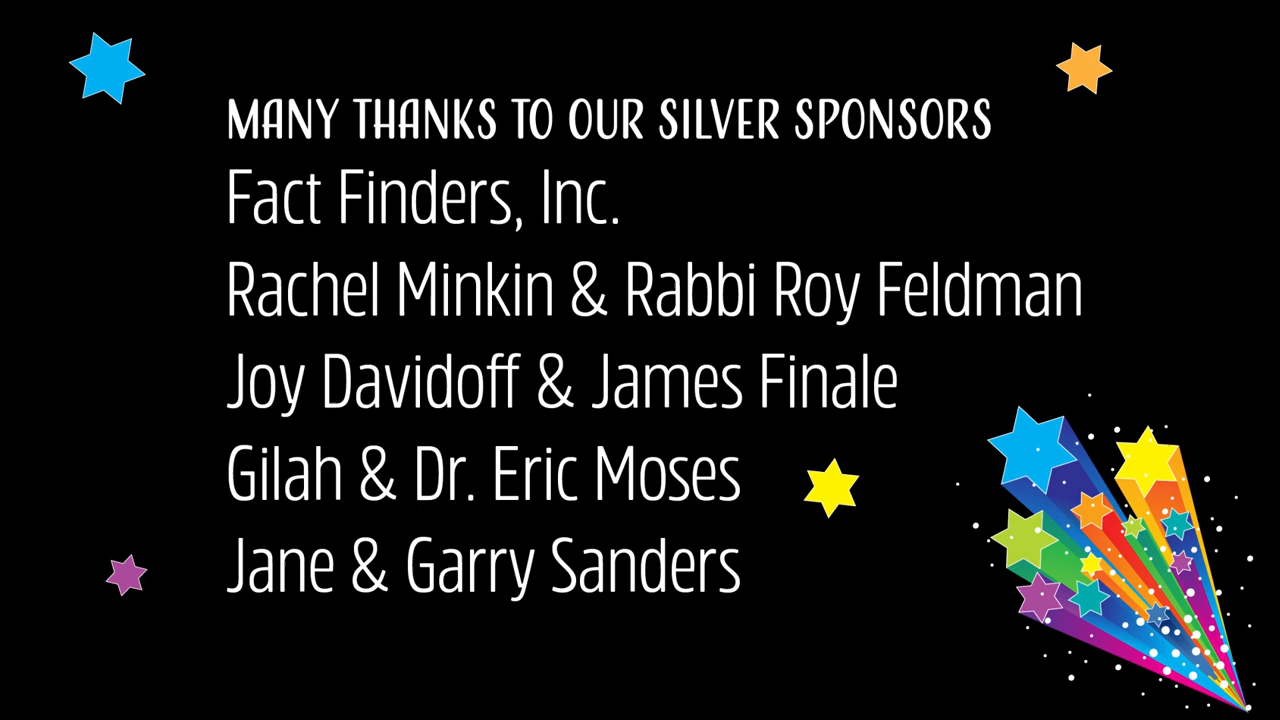 MANY THANKS TO OUR SILVER SPONSORS
Fact Finders, Inc.
Rachel Minkin & Rabbi Roy Feldman
Joy Davidoff & James Finale
Gilah & Dr. Eric Moses
Jane & Garry Sanders